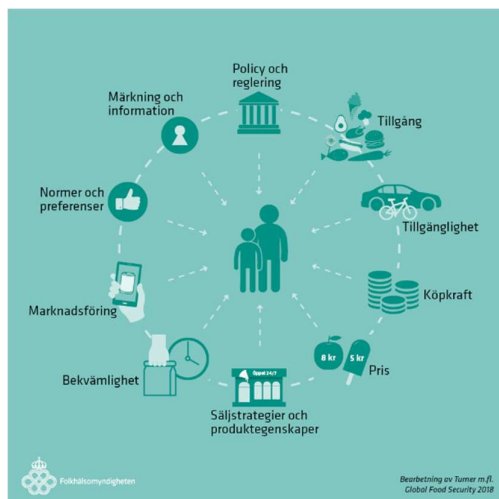 Policy och
reglering
Märkning och
information
Tillgång
Normer och
preferenser
Tillgänglighet
Marknadsföring
Köpkraft
8 kr
5 kr
Pris
Bekvämlighet
Öppet 24/7
Säljstrategier och
produktegenskaper
Folkhälsomyndigheten
Bearbetning av Turner m.fl.
Global Food Security 2018